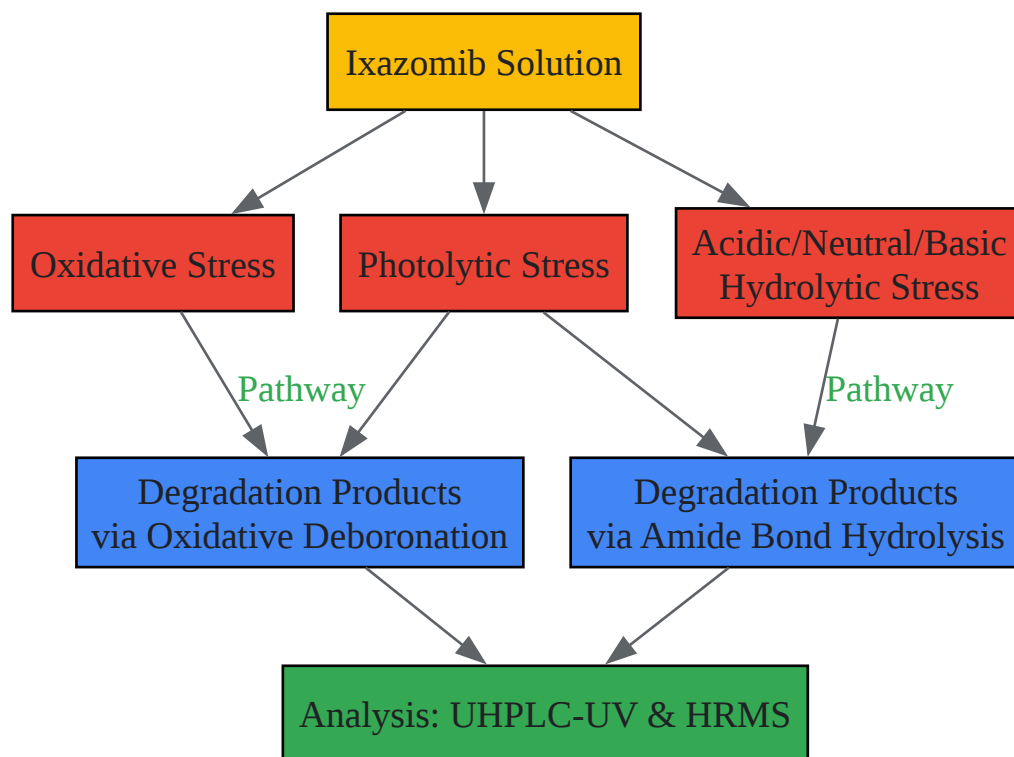 Ixazomib Solution
Oxidative Stress
Photolytic Stress
Acidic/Neutral/Basic
Hydrolytic Stress
Pathway
Pathway
Degradation Products
via Oxidative Deboronation
Degradation Products
via Amide Bond Hydrolysis
Analysis: UHPLC-UV & HRMS